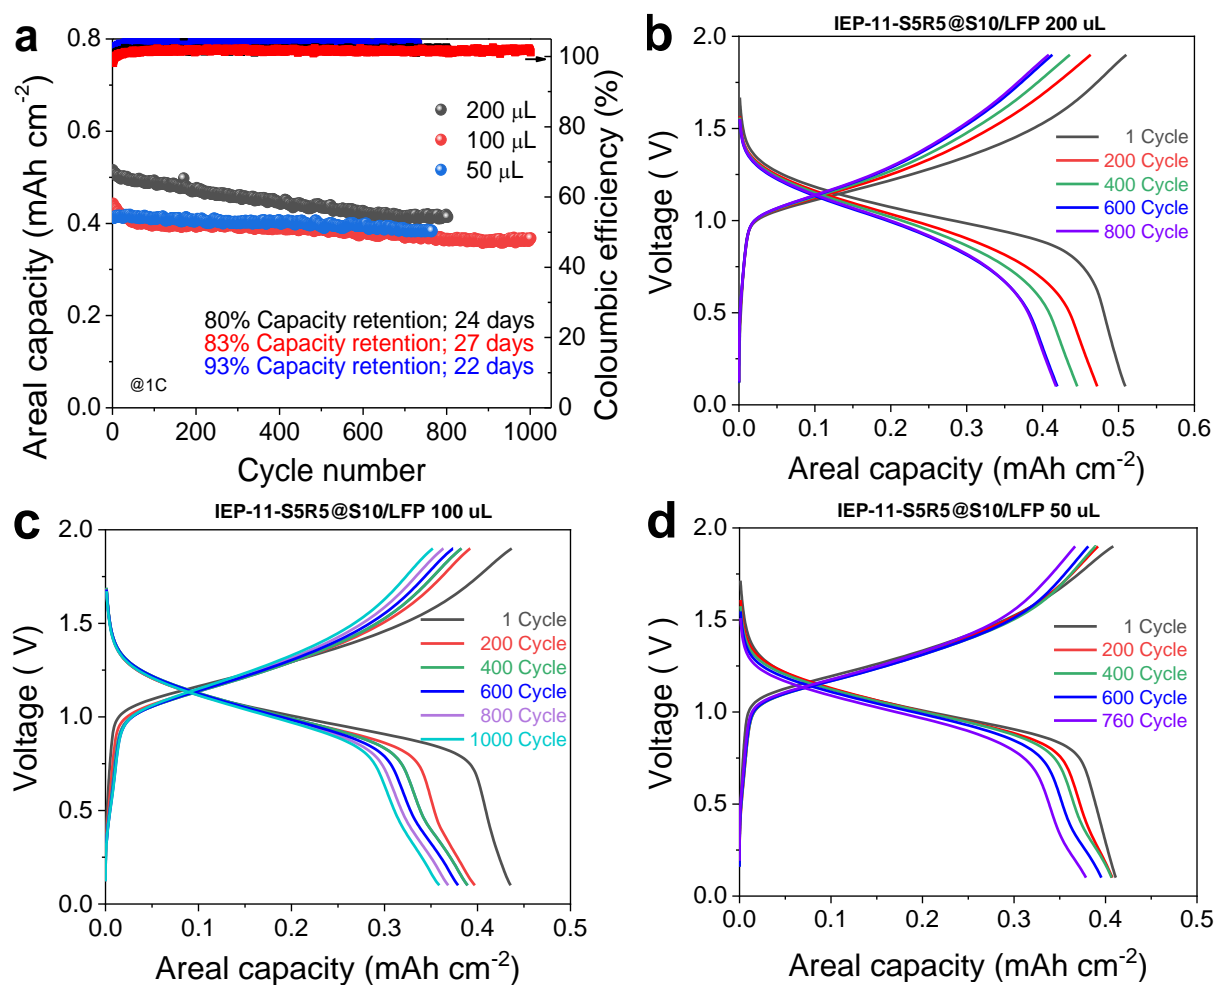 a
0.8
0.6
0.4
0.2
0.0
Areal capacity (mAh cm⁻²)
0
200
400
600
800
1000
Cycle number
100
80
60
40
20
0
Coloumbic efficiency (%)
200 μL
100 μL
50 μL
80% Capacity retention; 24 days
83% Capacity retention; 27 days
93% Capacity retention; 22 days
@1C
b
IEP-11-S5R5@S10/LFP 200 uL
2.0
1.5
1.0
0.5
0.0
Voltage ( V)
1 Cycle
200 Cycle
400 Cycle
600 Cycle
800 Cycle
0.0
0.1
0.2
0.3
0.4
0.5
0.6
Areal capacity (mAh cm⁻²)
c
IEP-11-S5R5@S10/LFP 100 uL
2.0
1.5
1.0
0.5
0.0
Voltage ( V)
1 Cycle
200 Cycle
400 Cycle
600 Cycle
800 Cycle
1000 Cycle
0.0
0.1
0.2
0.3
0.4
0.5
Areal capacity (mAh cm⁻²)
d
IEP-11-S5R5@S10/LFP 50 uL
2.0
1.5
1.0
0.5
0.0
Voltage ( V)
1 Cycle
200 Cycle
400 Cycle
600 Cycle
760 Cycle
0.0
0.1
0.2
0.3
0.4
0.5
Areal capacity (mAh cm⁻²)